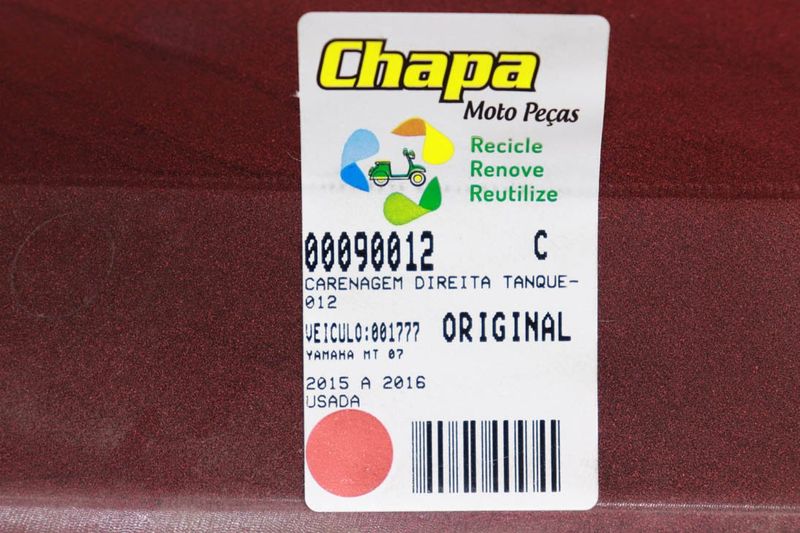 Chapa
Moto Peças
Recicle
Renove
Reutilize
00090012 C
CARENAGEM DIREITA TANQUE-
012
VEICULO:001777 ORIGINAL
YAMAHA MT 07
2015 A 2016
USADA